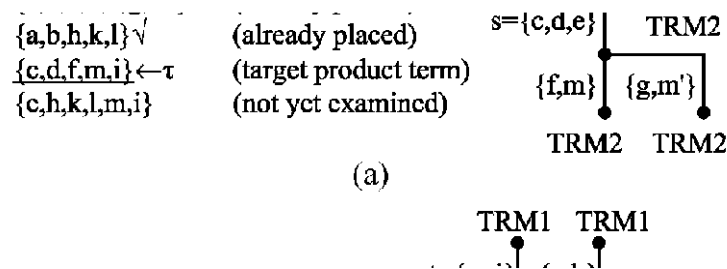 {a,b,h,k,l}√ (already placed)
{c,d,f,m,i}←τ (target product term)
{c,h,k,l,m,i} (not yet examined)
s={c,d,e} TRM2
{f,m} {g,m'}
TRM2 TRM2
(a)
TRM1 TRM1